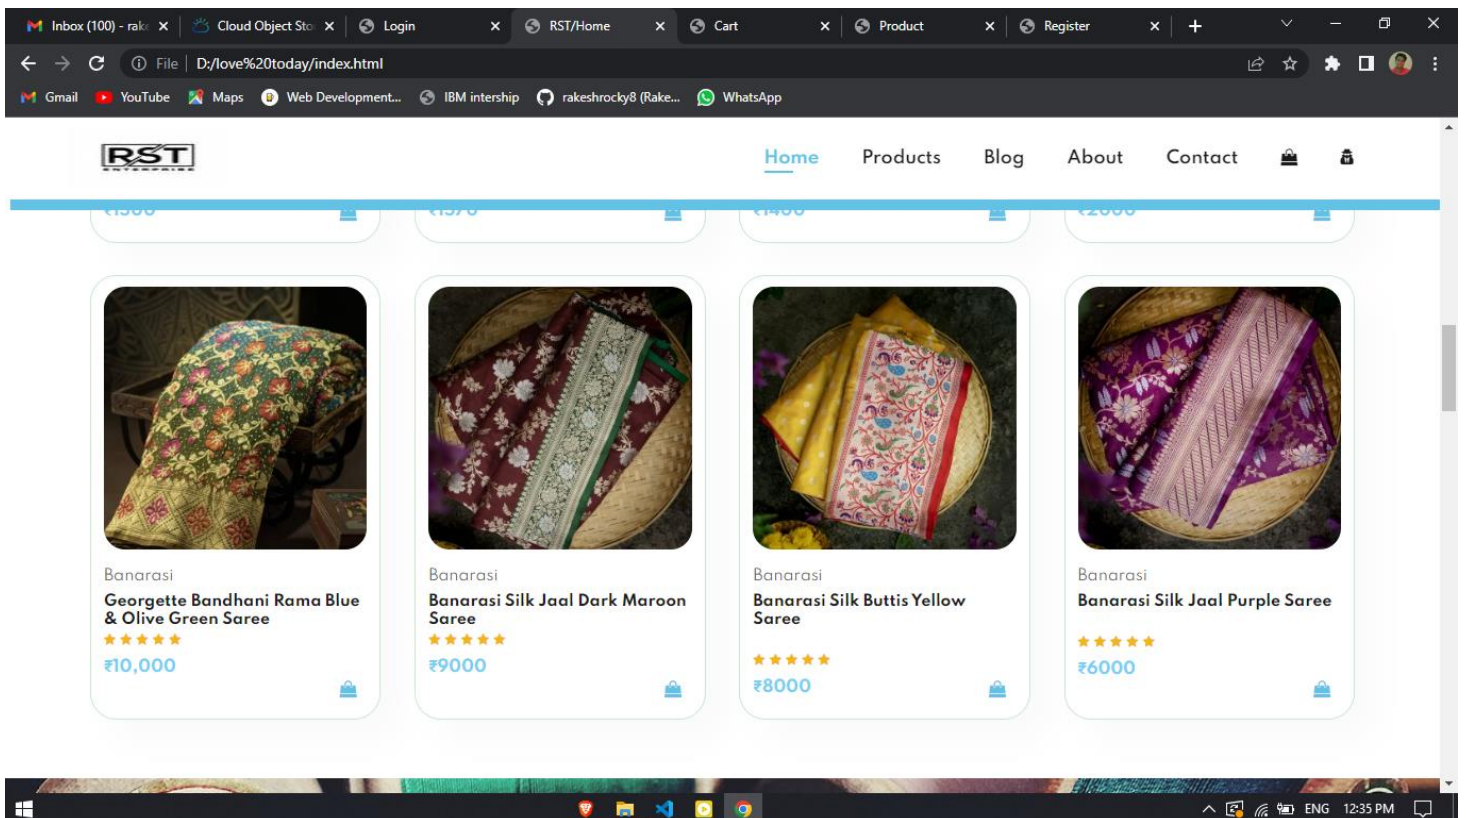 Inbox (100) - rake
Cloud Object Sto
Login
RST/Home
Cart
Product
Register
File
D:/love%20today/index.html
Gmail
YouTube
Maps
Web Development...
IBM intership
rakeshrocky8 (Rake...
WhatsApp
RST
ENTERPRISE
Home
Products
Blog
About
Contact
Banarasi
Georgette Bandhani Rama Blue
& Olive Green Saree
₹10,000
Banarasi
Banarasi Silk Jaal Dark Maroon
Saree
₹9000
Banarasi
Banarasi Silk Buttis Yellow
Saree
₹8000
Banarasi
Banarasi Silk Jaal Purple Saree
₹6000
ENG
12:35 PM